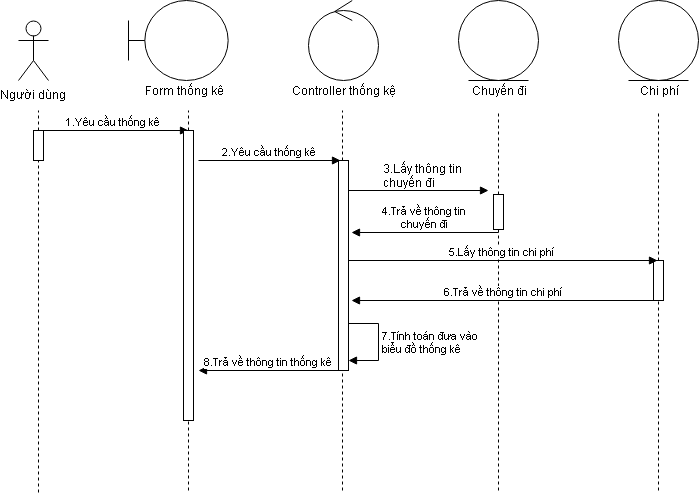 Người dùng
Form thống kê
Controller thống kệ
Chuyến đi
Chi phí
1.Yêu cầu thống kê
2.Yêu cầu thống kê
3.Lấy thông tin
chuyến đi
4.Trả về thông tin
chuyến đi
5.Lấy thông tin chi phí
6.Trả về thông tin chi phí
7.Tính toán đưa vào
biểu đồ thống kê
8.Trả về thông tin thống kê